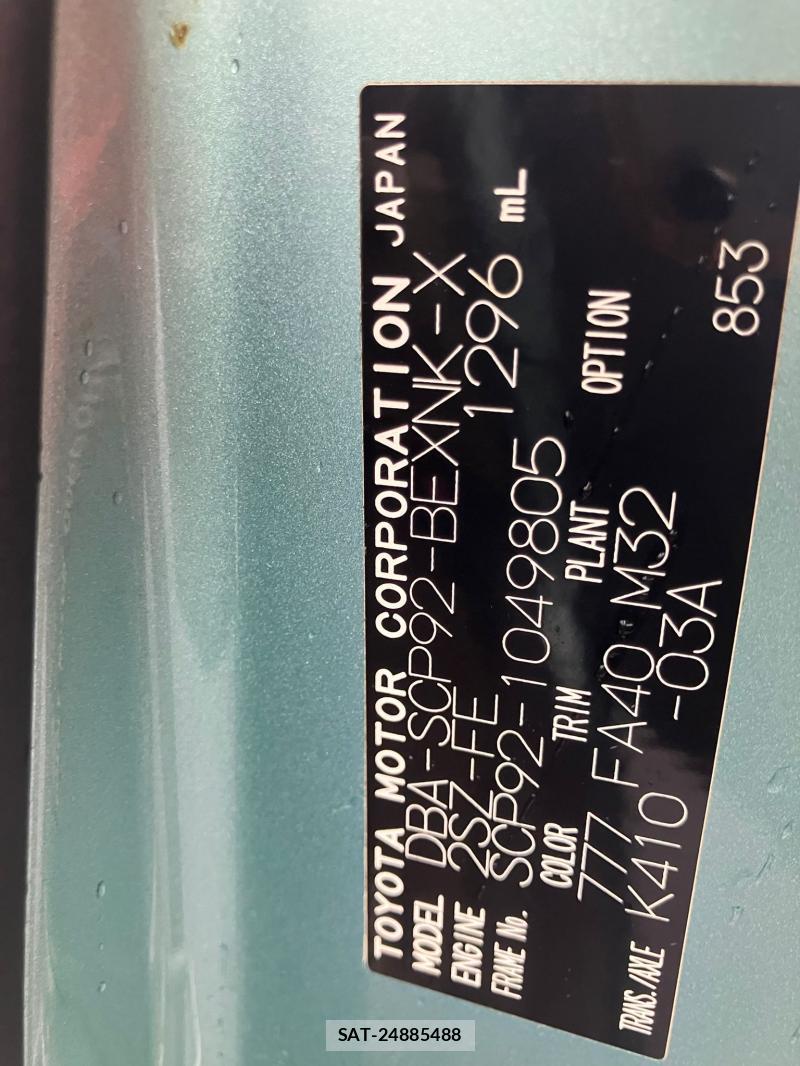 TOYOTA MOTOR CORPORATION JAPAN
MODEL DBA-SCP92-BEXNK-X
ENGINE 2SZ-FE 1296 mL
FRAME No. SCP92-1049805
COLOR TRIM PLANT OPTION
777 FA40 M32
TRANS./AXLE K410 -03A 853
SAT-24885488